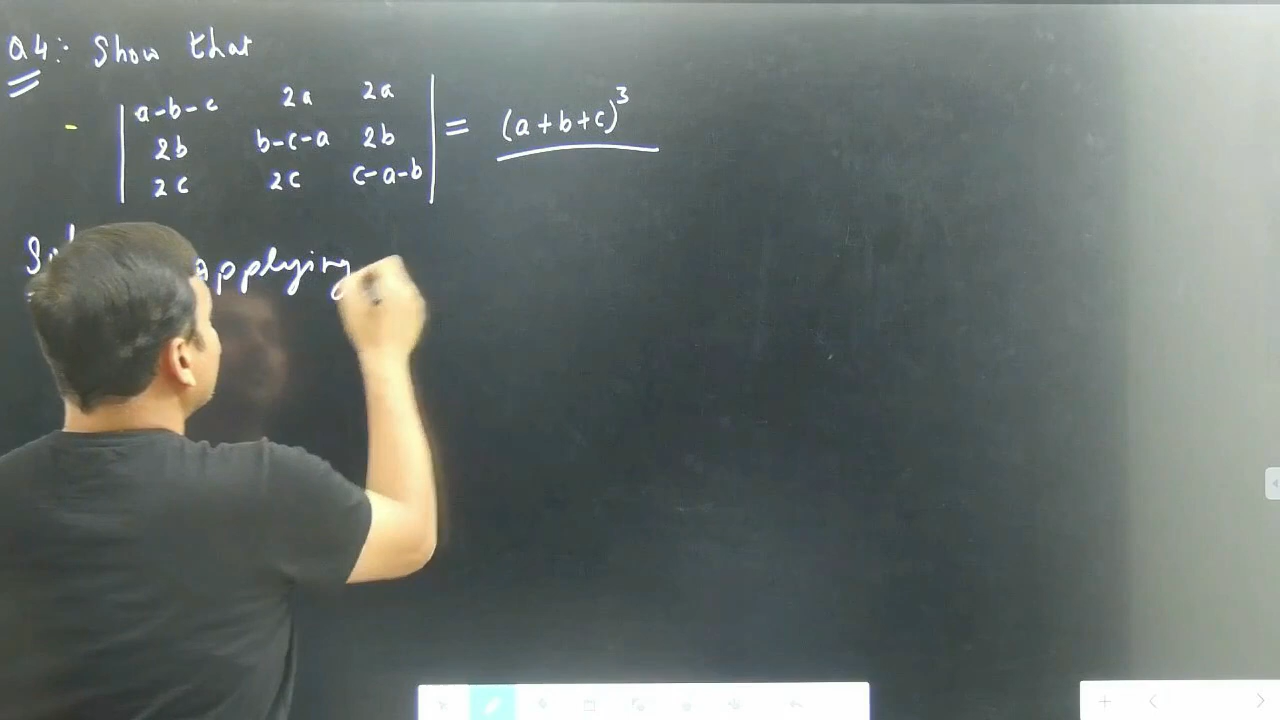 Q4: Show that
a-b-c 2a 2a
2b b-c-a 2b = (a+b+c)³
2c 2c c-a-b
applying